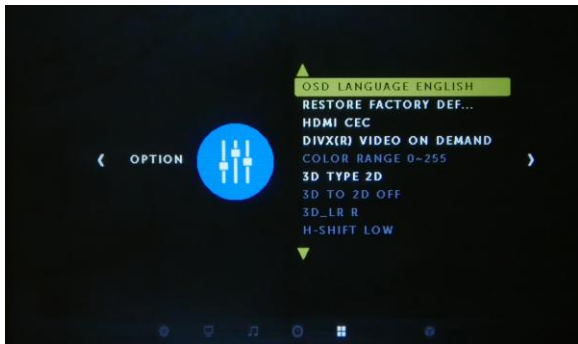 OPTION
OSD LANGUAGE ENGLISH
RESTORE FACTORY DEF...
HDMI CEC
DIVX(R) VIDEO ON DEMAND
COLOR RANGE 0~255
3D TYPE 2D
3D TO 2D OFF
3D_LR R
H-SHIFT LOW